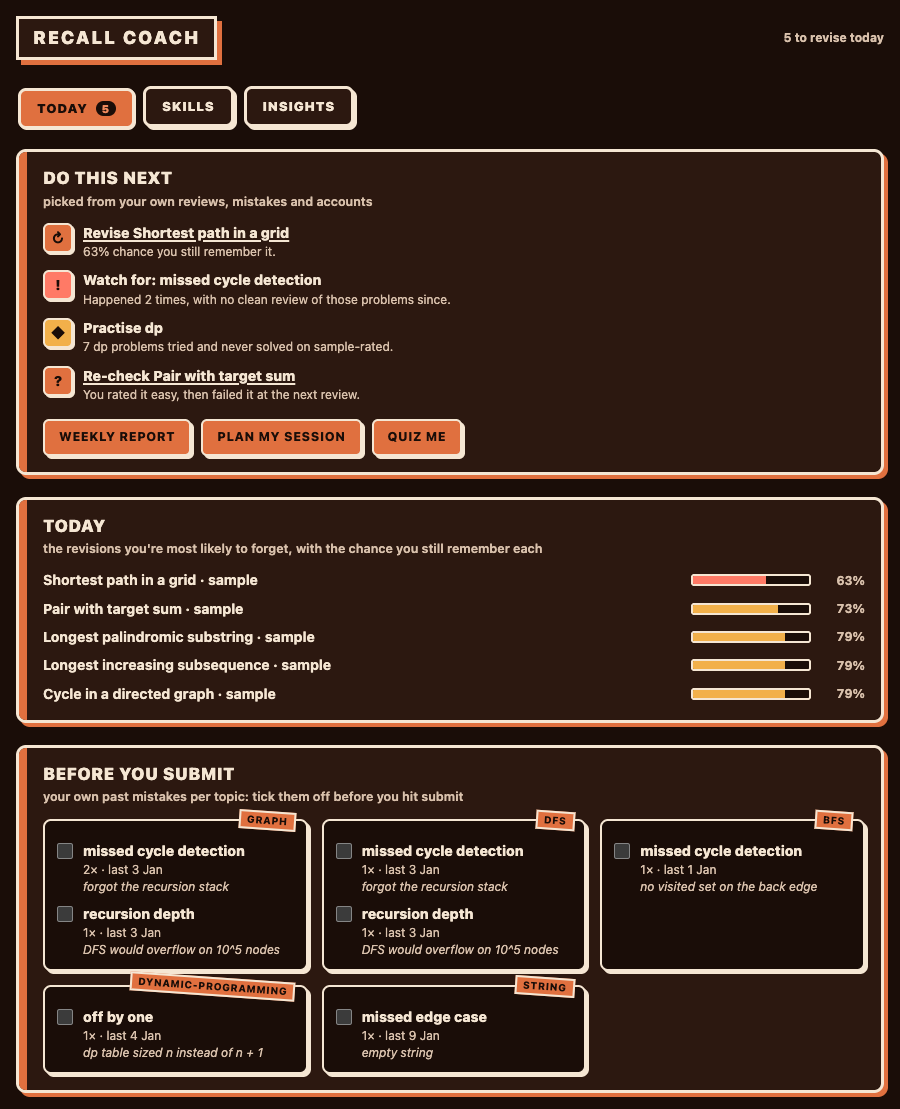 RECALL COACH
5 to revise today
TODAY 5
SKILLS
INSIGHTS
DO THIS NEXT
picked from your own reviews, mistakes and accounts
↻
Revise Shortest path in a grid
63% chance you still remember it.
!
Watch for: missed cycle detection
Happened 2 times, with no clean review of those problems since.
◆
Practise dp
7 dp problems tried and never solved on sample-rated.
?
Re-check Pair with target sum
You rated it easy, then failed it at the next review.
WEEKLY REPORT
PLAN MY SESSION
QUIZ ME
TODAY
the revisions you're most likely to forget, with the chance you still remember each
Shortest path in a grid · sample 63%
Pair with target sum · sample 73%
Longest palindromic substring · sample 79%
Longest increasing subsequence · sample 79%
Cycle in a directed graph · sample 79%
BEFORE YOU SUBMIT
your own past mistakes per topic: tick them off before you hit submit
GRAPH
missed cycle detection
2× · last 3 Jan
forgot the recursion stack
recursion depth
1× · last 3 Jan
DFS would overflow on 10^5 nodes
DFS
missed cycle detection
1× · last 3 Jan
forgot the recursion stack
recursion depth
1× · last 3 Jan
DFS would overflow on 10^5 nodes
BFS
missed cycle detection
1× · last 1 Jan
no visited set on the back edge
DYNAMIC-PROGRAMMING
off by one
1× · last 4 Jan
dp table sized n instead of n + 1
STRING
missed edge case
1× · last 9 Jan
empty string